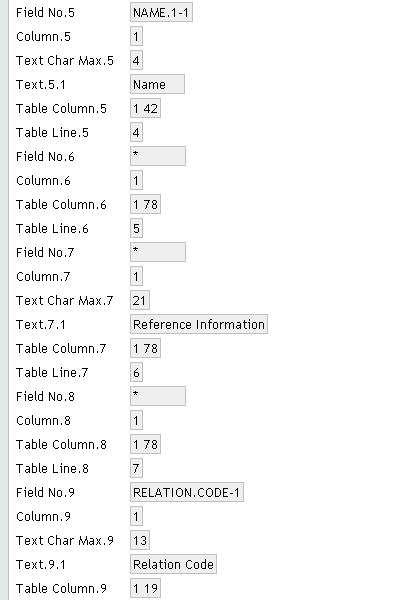 Field No.5 NAME.1-1
Column.5 1
Text Char Max.5 4
Text.5.1 Name
Table Column.5 1 42
Table Line.5 4
Field No.6 *
Column.6 1
Table Column.6 1 78
Table Line.6 5
Field No.7 *
Column.7 1
Text Char Max.7 21
Text.7.1 Reference Information
Table Column.7 1 78
Table Line.7 6
Field No.8 *
Column.8 1
Table Column.8 1 78
Table Line.8 7
Field No.9 RELATION.CODE-1
Column.9 1
Text Char Max.9 13
Text.9.1 Relation Code
Table Column.9 1 19